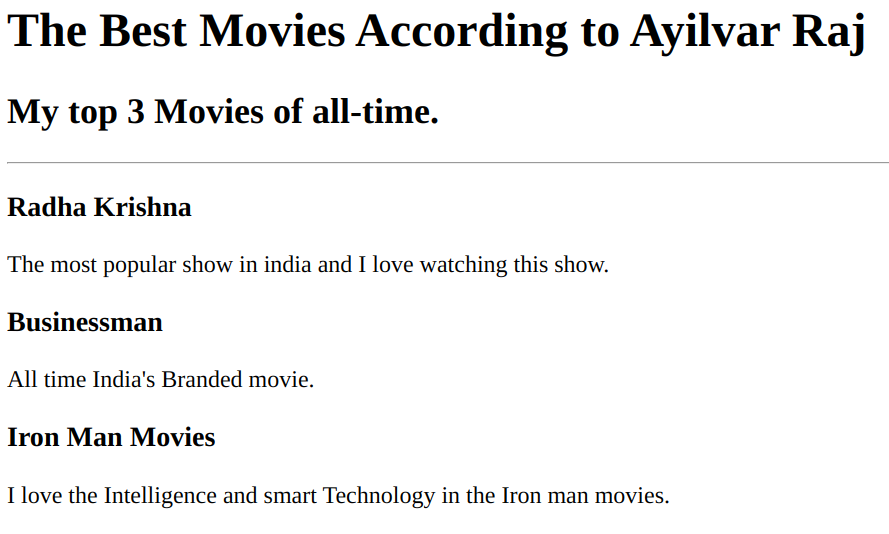 The Best Movies According to Ayilvar Raj
My top 3 Movies of all-time.
Radha Krishna
The most popular show in india and I love watching this show.
Businessman
All time India's Branded movie.
Iron Man Movies
I love the Intelligence and smart Technology in the Iron man movies.